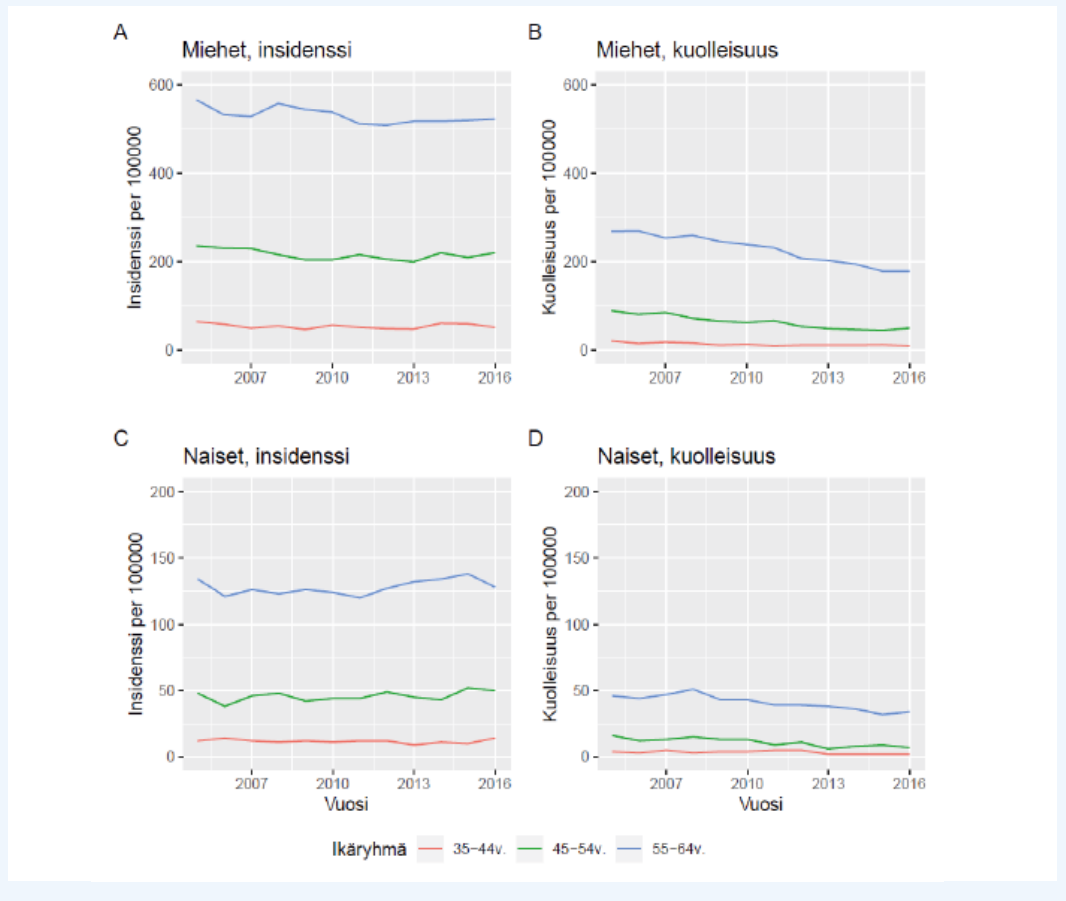 A
Miehet, insidenssi
Insidenssi per 100000
600
400
200
0
2007 2010 2013 2016
B
Miehet, kuolleisuus
Kuolleisuus per 100000
600
400
200
0
2007 2010 2013 2016
C
Naiset, insidenssi
Insidenssi per 100000
200
150
100
50
0
2007 2010 2013 2016
Vuosi
D
Naiset, kuolleisuus
Kuolleisuus per 100000
200
150
100
50
0
2007 2010 2013 2016
Vuosi
Ikäryhmä 35-44v. 45-54v. 55-64v.